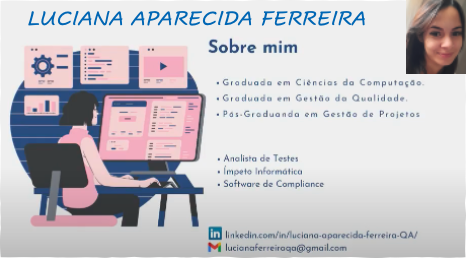 LUCIANA APARECIDA FERREIRA
Sobre mim
• Graduada em Ciências da Computação.
• Graduada em Gestão da Qualidade.
• Pós-Graduanda em Gestão de Projetos
• Analista de Testes
• Ímpeto Informática
• Software de Compliance
linkedin.com/in/luciana-aparecida-ferreira-QA/
lucianaferreiraqa@gmail.com